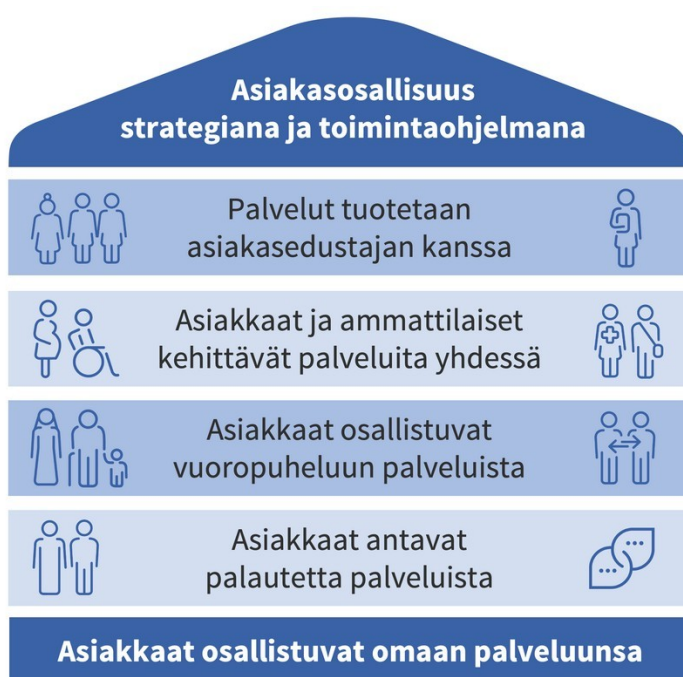 Asiakasosallisuus
strategiana ja toimintaohjelmana
Palvelut tuotetaan
asiakasedustajan kanssa
Asiakkaat ja ammattilaiset
kehittävät palveluita yhdessä
Asiakkaat osallistuvat
vuoropuheluun palveluista
Asiakkaat antavat
palautetta palveluista
Asiakkaat osallistuvat omaan palveluunsa